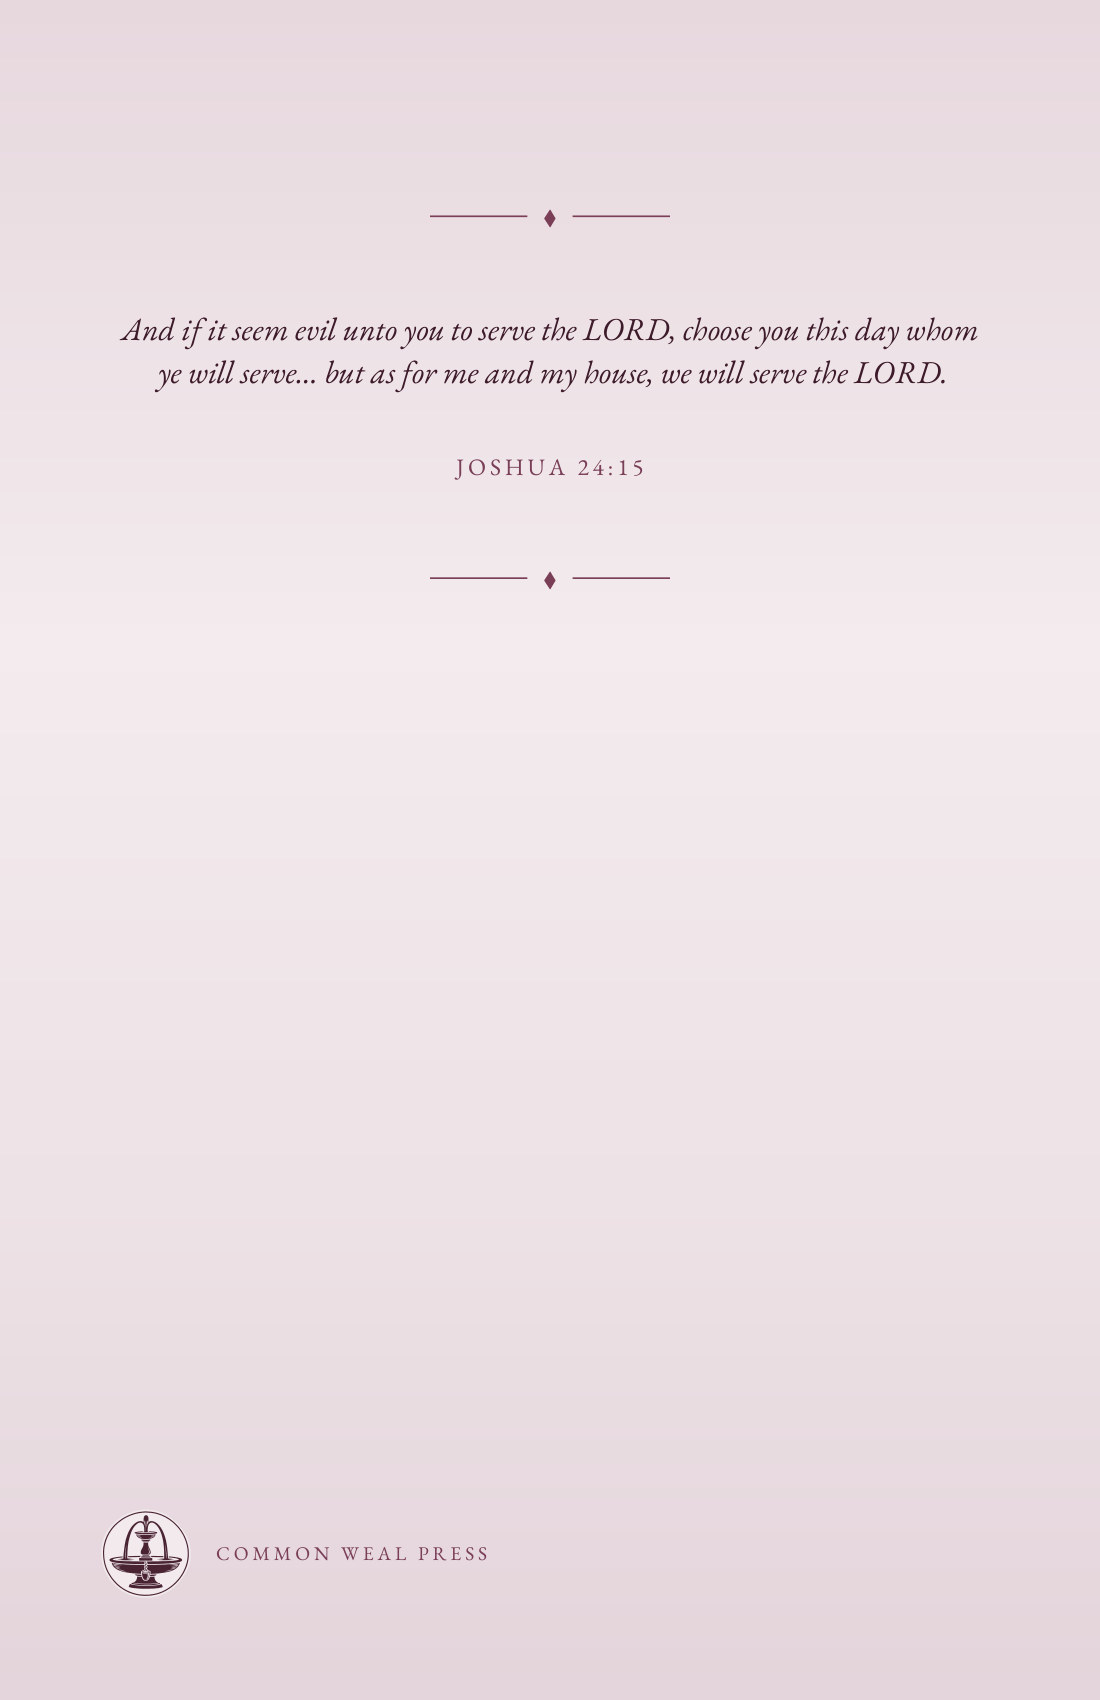 And if it seem evil unto you to serve the LORD, choose you this day whom
ye will serve... but as for me and my house, we will serve the LORD.
JOSHUA 24:15
COMMON WEAL PRESS